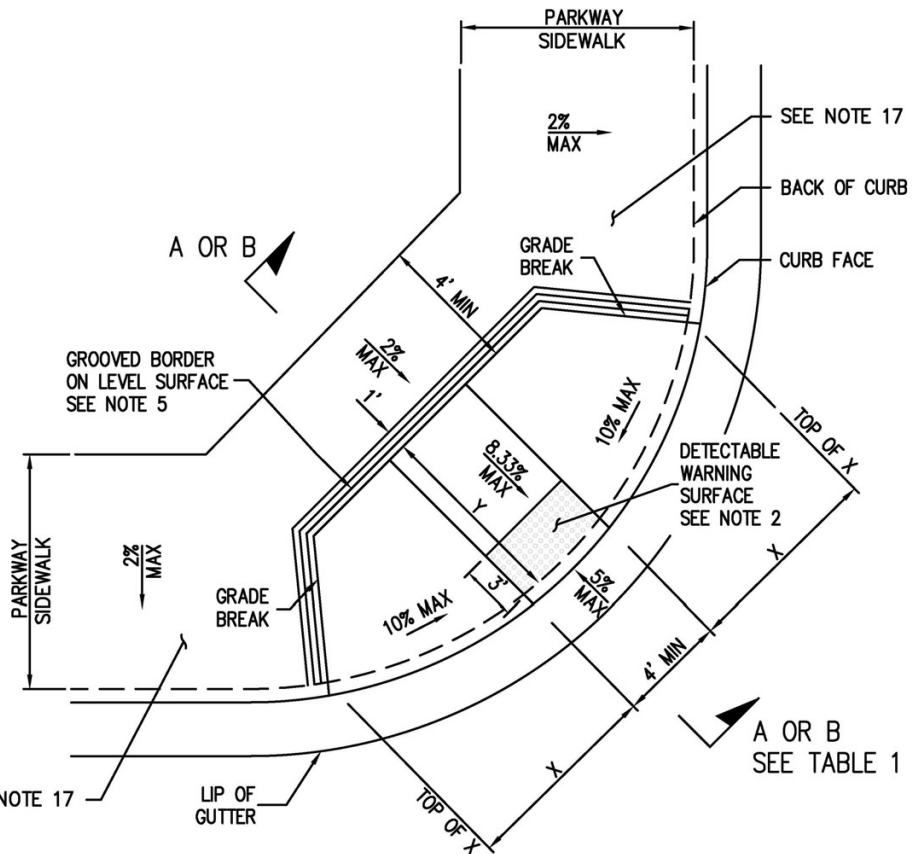 PARKWAY
SIDEWALK
2%
MAX
SEE NOTE 17
BACK OF CURB
A OR B
GRADE
BREAK
CURB FACE
4' MIN
2%
MAX
GROOVED BORDER
ON LEVEL SURFACE
SEE NOTE 5
1'
10% MAX
TOP OF X
8.33%
MAX
DETECTABLE
WARNING
SURFACE
SEE NOTE 2
Y
X
PARKWAY
SIDEWALK
2%
MAX
GRADE
BREAK
3'
5%
MAX
10% MAX
4' MIN
A OR B
SEE TABLE 1
X
NOTE 17
LIP OF
GUTTER
TOP OF X